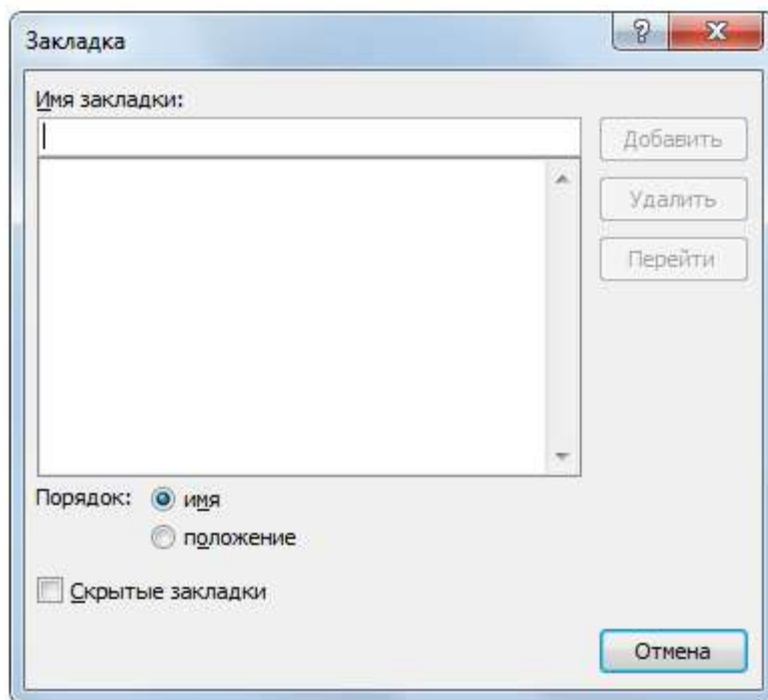 Закладка
Имя закладки:
Добавить
Удалить
Перейти
Порядок: имя
положение
Скрытые закладки
Отмена